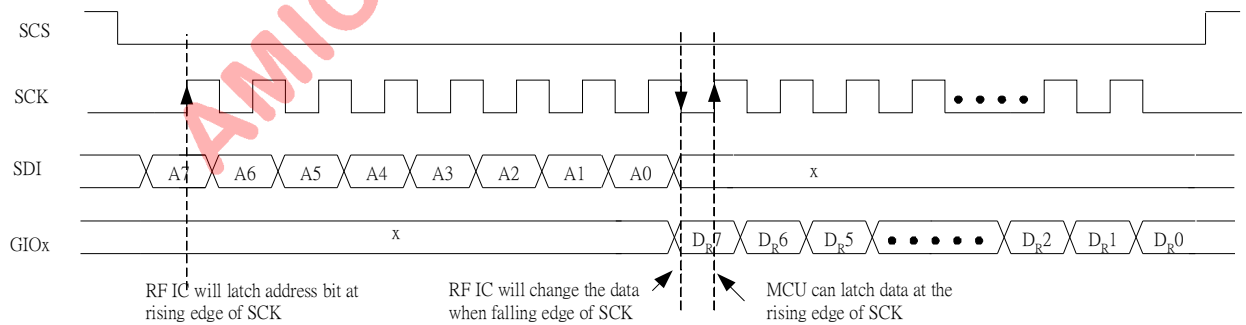 SCS
AMIC
SCK
SDI
A7 A6 A5 A4 A3 A2 A1 A0 x
GIOx
x DR7 DR6 DR5 DR2 DR1 DR0
RF IC will latch address bit at
rising edge of SCK
RF IC will change the data
when falling edge of SCK
MCU can latch data at the
rising edge of SCK